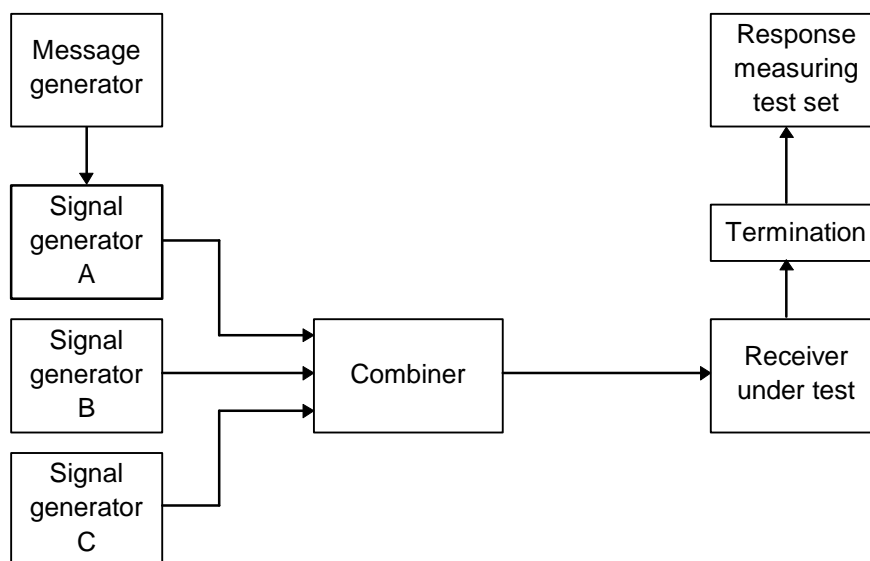 Message
generator
Response
measuring
test set
Signal
generator
A
Termination
Signal
generator
B
Combiner
Receiver
under test
Signal
generator
C